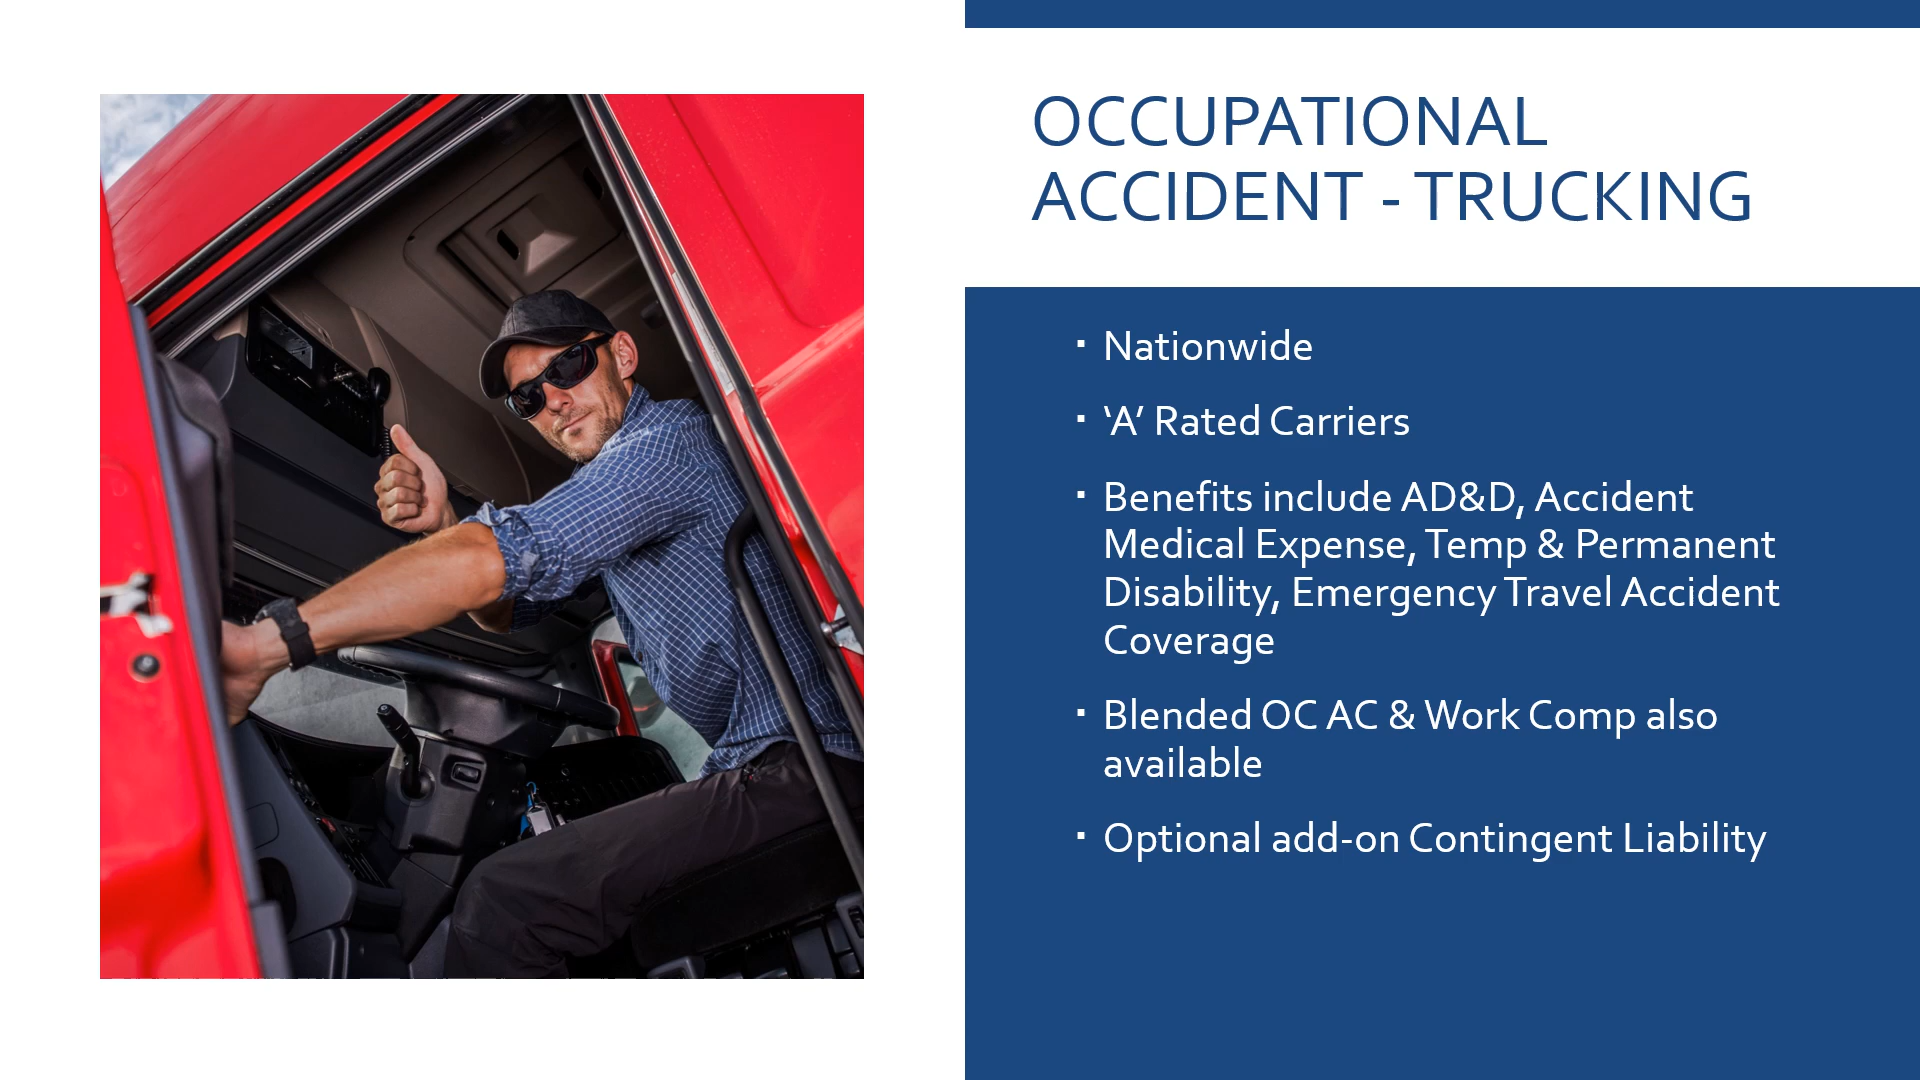 OCCUPATIONAL
ACCIDENT - TRUCKING
▪ Nationwide
▪ ‘A’ Rated Carriers
▪ Benefits include AD&D, Accident
Medical Expense, Temp & Permanent
Disability, Emergency Travel Accident
Coverage
▪ Blended OC AC & Work Comp also
available
▪ Optional add-on Contingent Liability